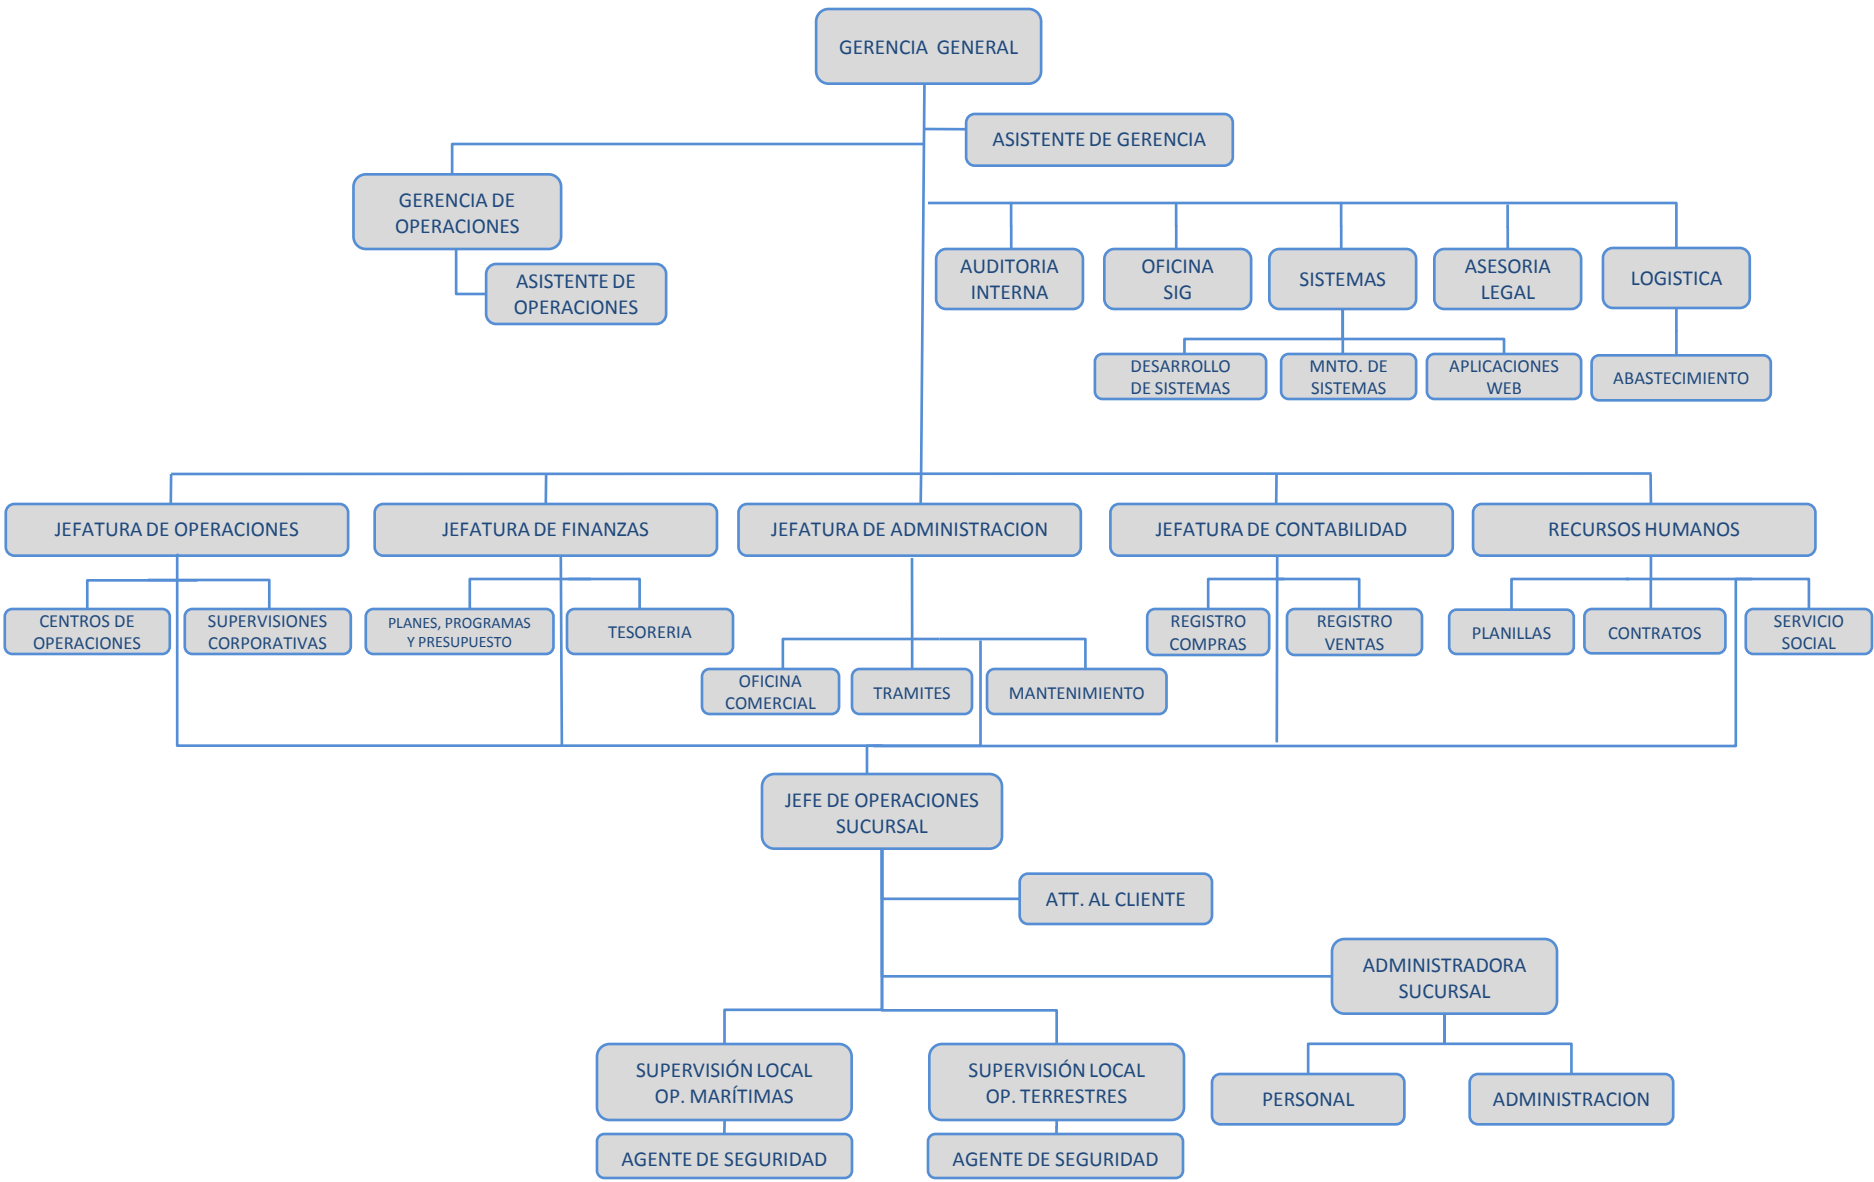 GERENCIA GENERAL
ASISTENTE DE GERENCIA
GERENCIA DE
OPERACIONES
ASISTENTE DE
OPERACIONES
AUDITORIA
INTERNA
OFICINA
SIG
SISTEMAS
ASESORIA
LEGAL
LOGISTICA
DESARROLLO
DE SISTEMAS
MNTO. DE
SISTEMAS
APLICACIONES
WEB
ABASTECIMIENTO
JEFATURA DE OPERACIONES
JEFATURA DE FINANZAS
JEFATURA DE ADMINISTRACION
JEFATURA DE CONTABILIDAD
RECURSOS HUMANOS
CENTROS DE
OPERACIONES
SUPERVISIONES
CORPORATIVAS
PLANES, PROGRAMAS
Y PRESUPUESTO
TESORERIA
OFICINA
COMERCIAL
TRAMITES
MANTENIMIENTO
REGISTRO
COMPRAS
REGISTRO
VENTAS
PLANILLAS
CONTRATOS
SERVICIO
SOCIAL
JEFE DE OPERACIONES
SUCURSAL
ATT. AL CLIENTE
ADMINISTRADORA
SUCURSAL
SUPERVISIÓN LOCAL
OP. MARÍTIMAS
SUPERVISIÓN LOCAL
OP. TERRESTRES
PERSONAL
ADMINISTRACION
AGENTE DE SEGURIDAD
AGENTE DE SEGURIDAD